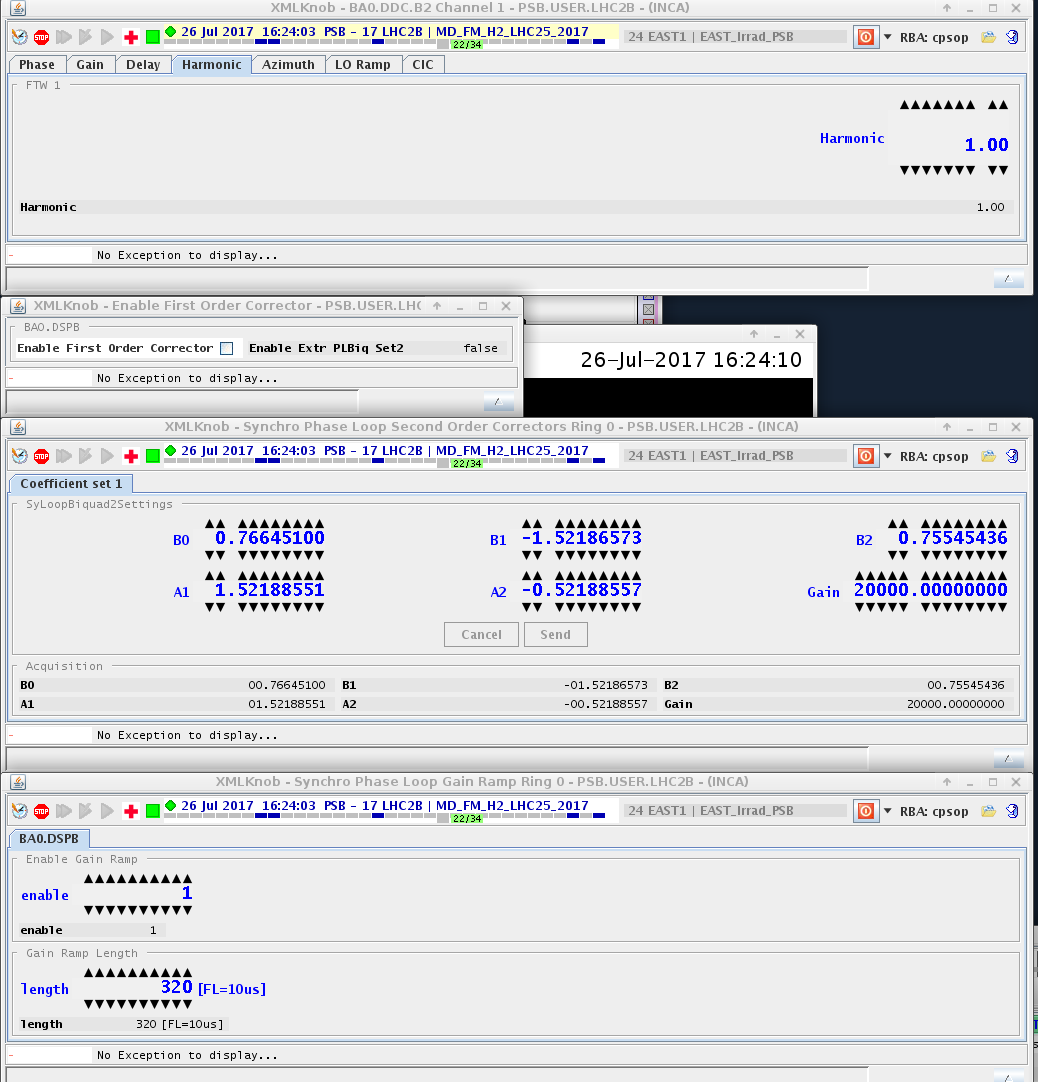 XMLKnob - BA0.DDC.B2 Channel 1 - PSB.USER.LHC2B - (INCA)
STOP 26 Jul 2017 16:24:03 PSB - 17 LHC2B | MD_FM_H2_LHC25_2017 22/34 24 EAST1 | EAST_Irrad_PSB RBA: cpsop
Phase Gain Delay Harmonic Azimuth LO Ramp CIC
FTW 1
Harmonic 1.00
Harmonic 1.00
- No Exception to display...
XMLKnob - Enable First Order Corrector - PSB.USER.LHC
BA0.DSPB
Enable First Order Corrector Enable Extr PLBiq Set2 false
- No Exception to display...
26-Jul-2017 16:24:10
XMLKnob - Synchro Phase Loop Second Order Correctors Ring 0 - PSB.USER.LHC2B - (INCA)
STOP 26 Jul 2017 16:24:03 PSB - 17 LHC2B | MD_FM_H2_LHC25_2017 22/34 24 EAST1 | EAST_Irrad_PSB RBA: cpsop
Coefficient set 1
SyLoopBiquad2Settings
B0 0.76645100 B1 -1.52186573 B2 0.75545436
A1 1.52188551 A2 -0.52188557 Gain 20000.00000000
Cancel Send
Acquisition
B0 00.76645100 B1 -01.52186573 B2 00.75545436
A1 01.52188551 A2 -00.52188557 Gain 20000.00000000
- No Exception to display...
XMLKnob - Synchro Phase Loop Gain Ramp Ring 0 - PSB.USER.LHC2B - (INCA)
STOP 26 Jul 2017 16:24:03 PSB - 17 LHC2B | MD_FM_H2_LHC25_2017 22/34 24 EAST1 | EAST_Irrad_PSB RBA: cpsop
BA0.DSPB
Enable Gain Ramp
enable 1
enable 1
Gain Ramp Length
length 320 [FL=10us]
length 320 [FL=10us]
- No Exception to display...